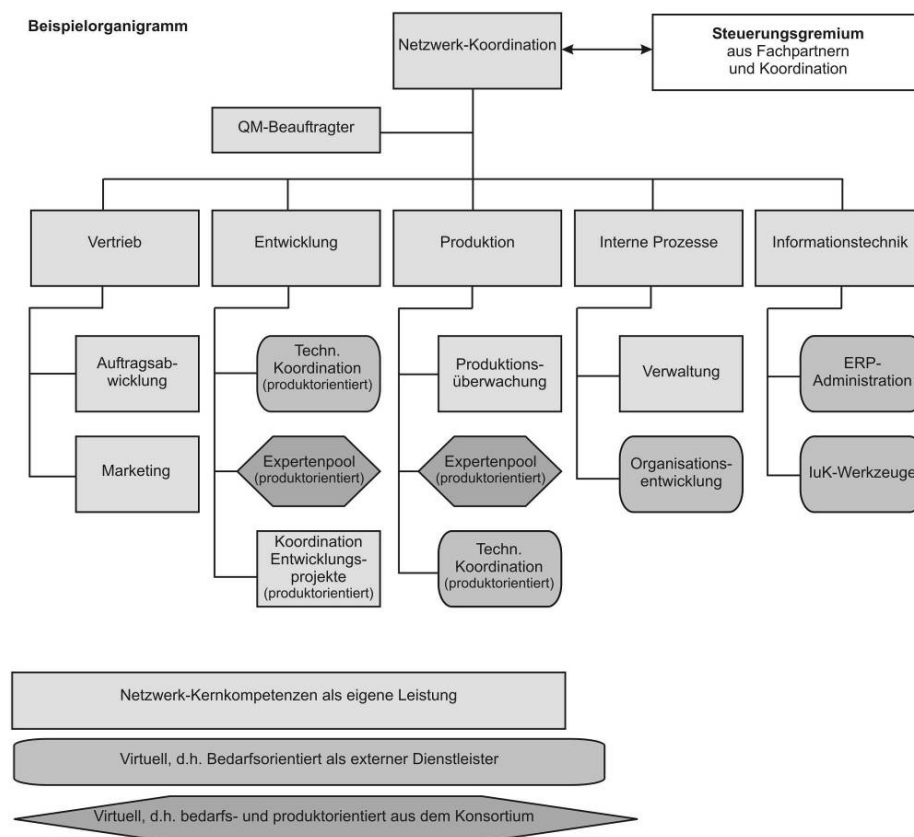 Beispielorganigramm
Netzwerk-Koordination
Steuerungsgremium
aus Fachpartnern
und Koordination
QM-Beauftragter
Vertrieb
Entwicklung
Produktion
Interne Prozesse
Informationstechnik
Auftragsab-
wicklung
Techn.
Koordination
(produktorientiert)
Produktions-
überwachung
Verwaltung
ERP-
Administration
Marketing
Expertenpool
(produktorientiert)
Expertenpool
(produktorientiert)
Organisations-
entwicklung
IuK-Werkzeuge
Koordination
Entwicklungs-
projekte
(produktorientiert)
Techn.
Koordination
(produktorientiert)
Netzwerk-Kernkompetenzen als eigene Leistung
Virtuell, d.h. Bedarfsorientiert als externer Dienstleister
Virtuell, d.h. bedarfs- und produktorientiert aus dem Konsortium